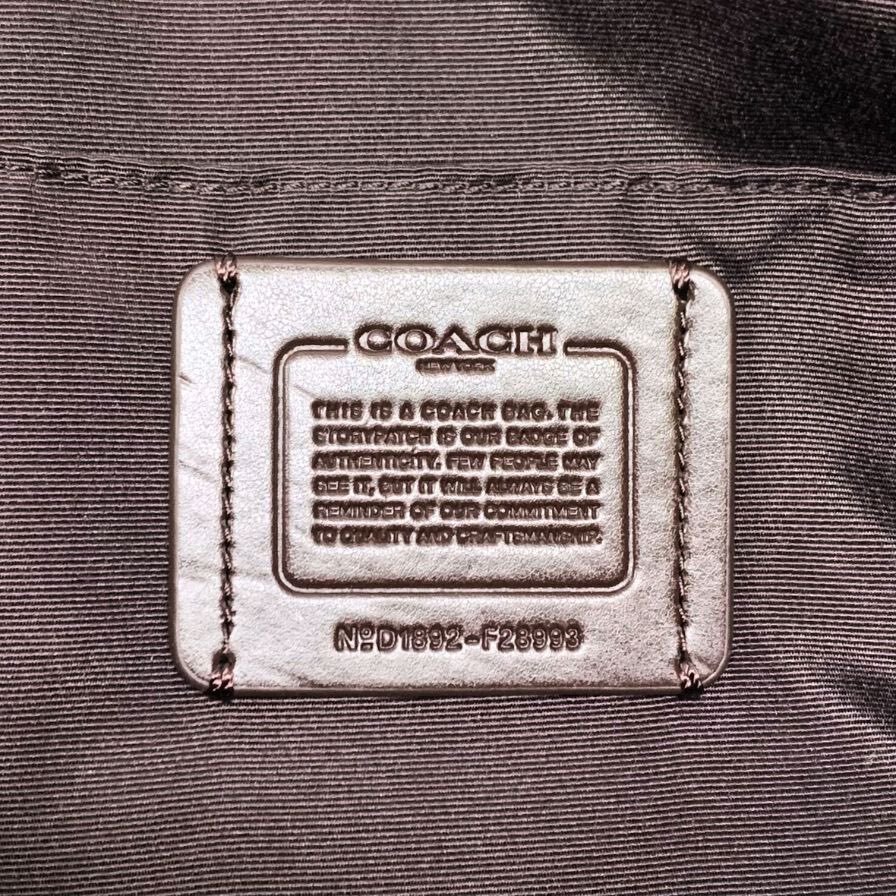 COACH
NEW YORK
THIS IS A COACH BAG. THE
STORYPATCH IS OUR BADGE OF
AUTHENTICITY. FEW PEOPLE MAY
SEE IT, BUT IT WILL ALWAYS BE A
REMINDER OF OUR COMMITMENT
TO QUALITY AND CRAFTSMANSHIP.
NºD1892-F28993